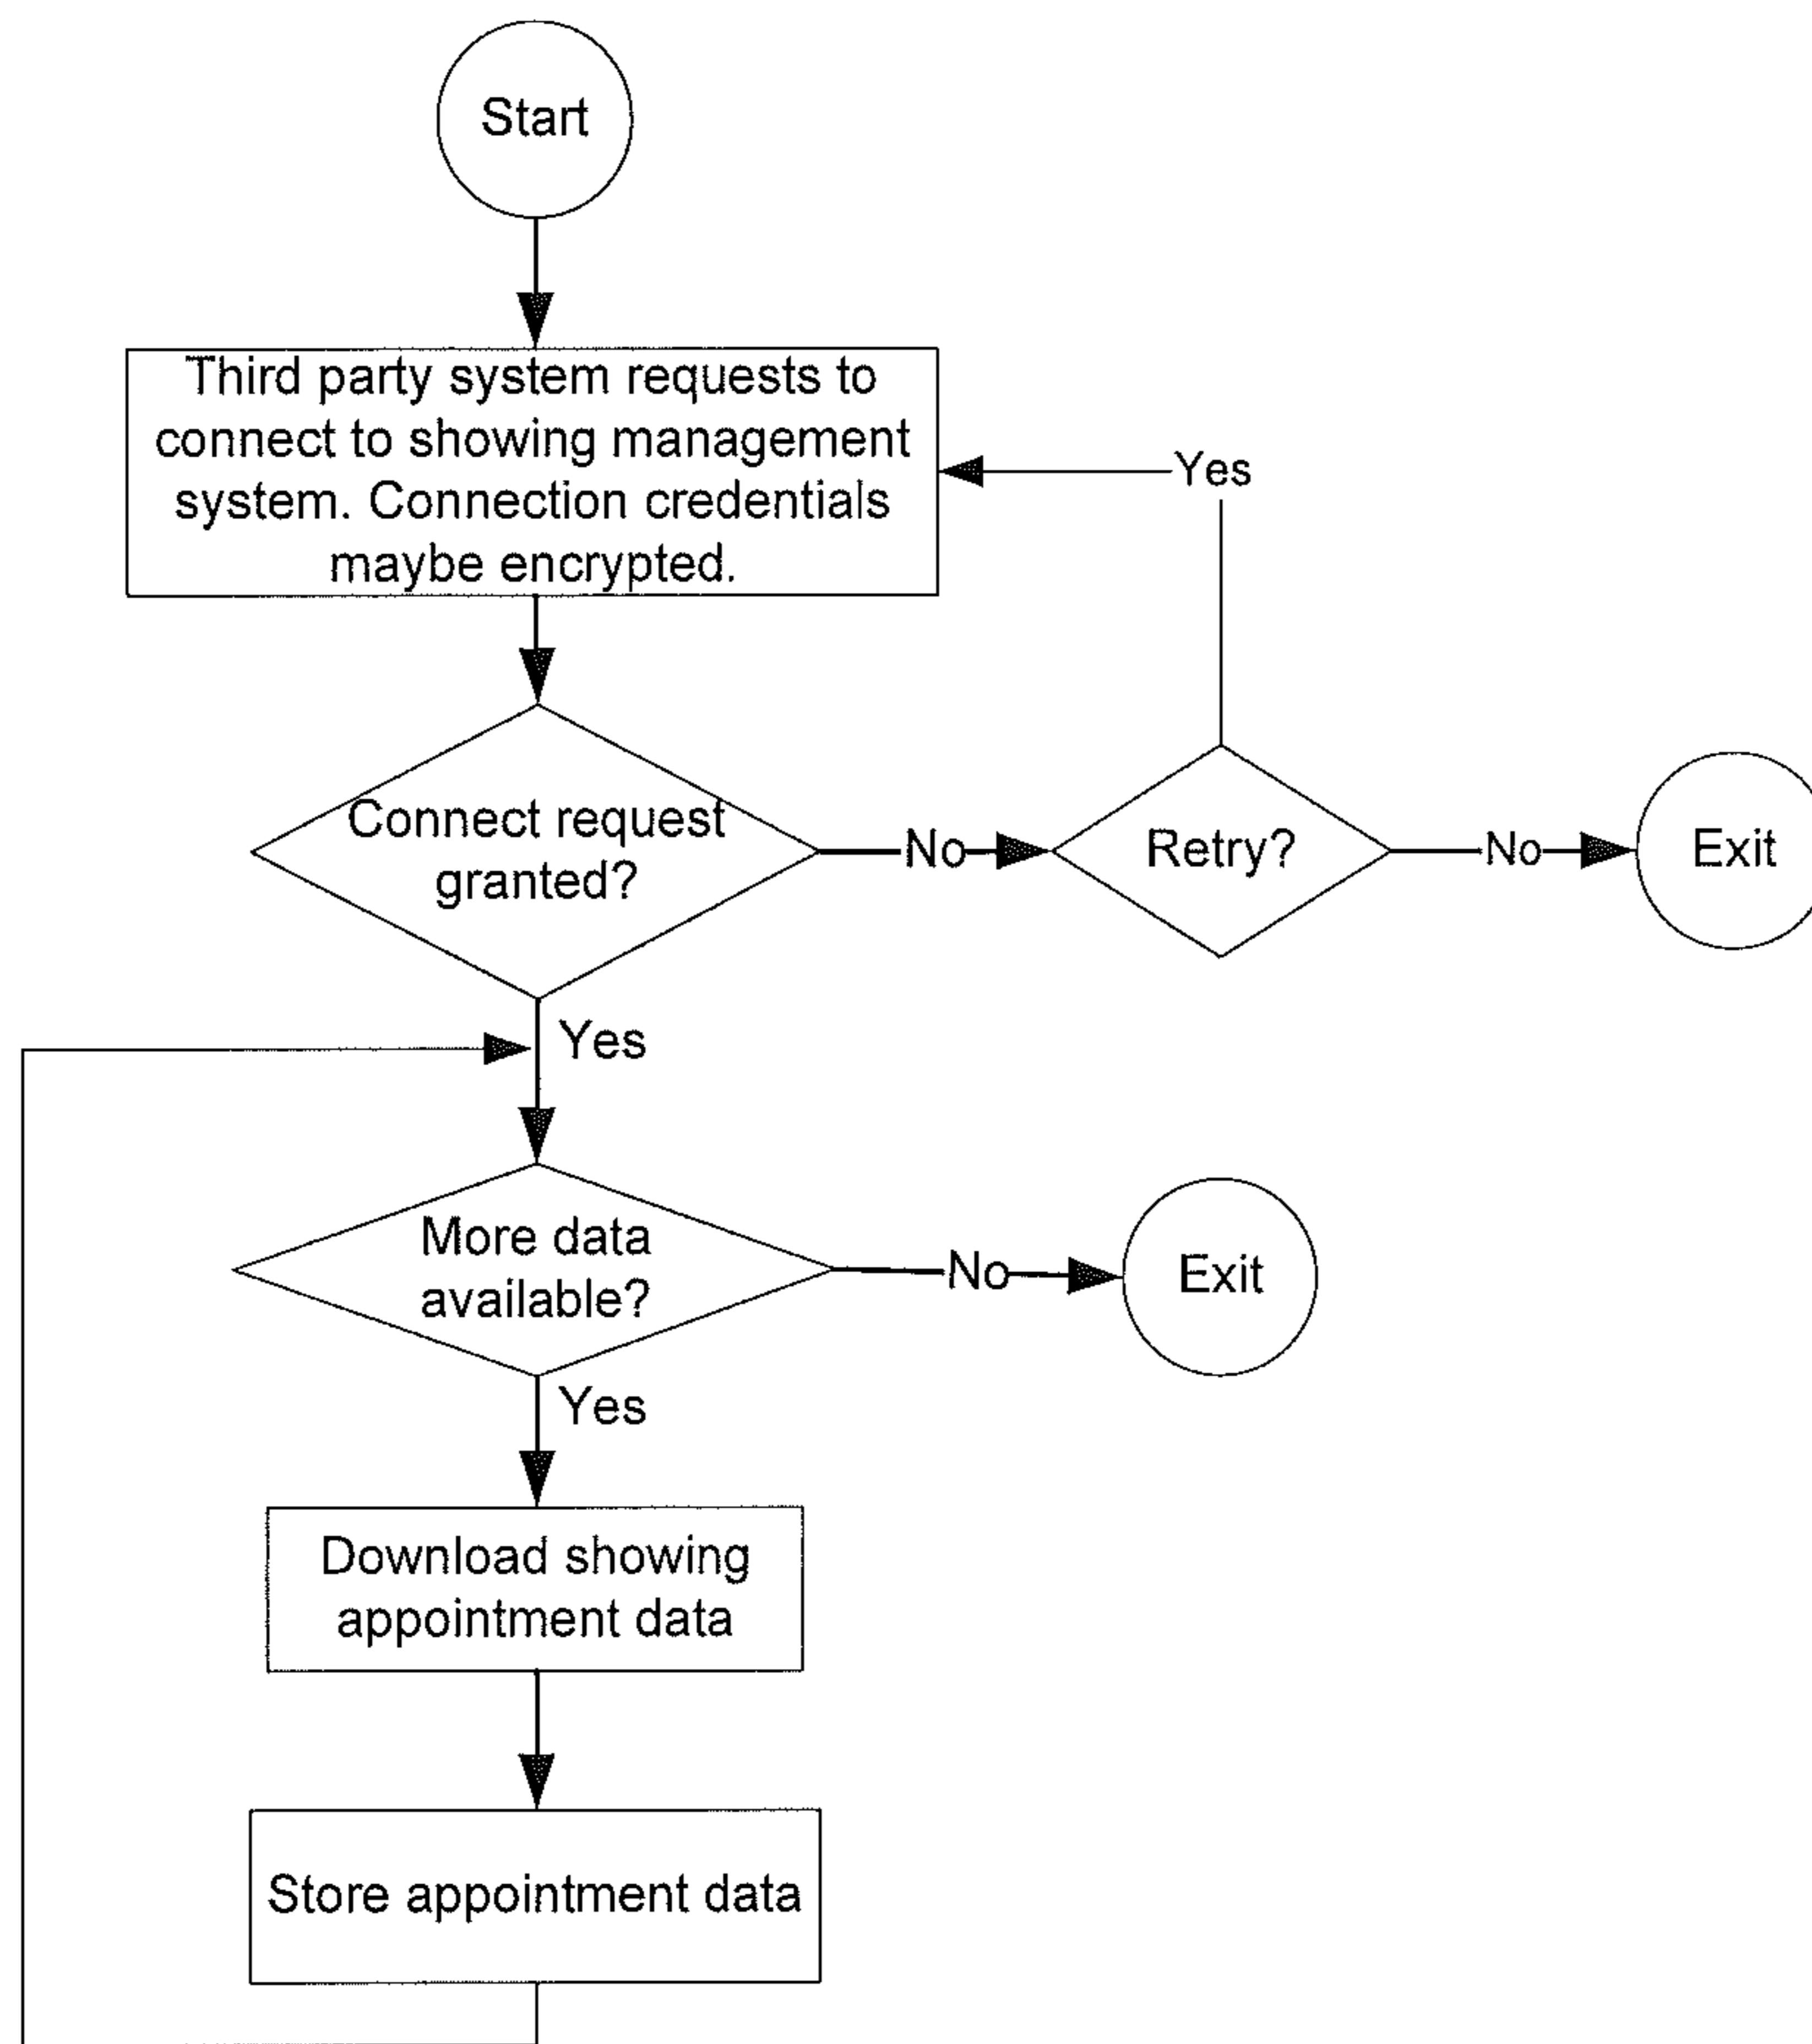 Start
Third party system requests to
connect to showing management
system. Connection credentials
maybe encrypted.
Yes
Connect request
granted?
No
Retry?
No
Exit
Yes
More data
available?
No
Exit
Yes
Download showing
appointment data
Store appointment data